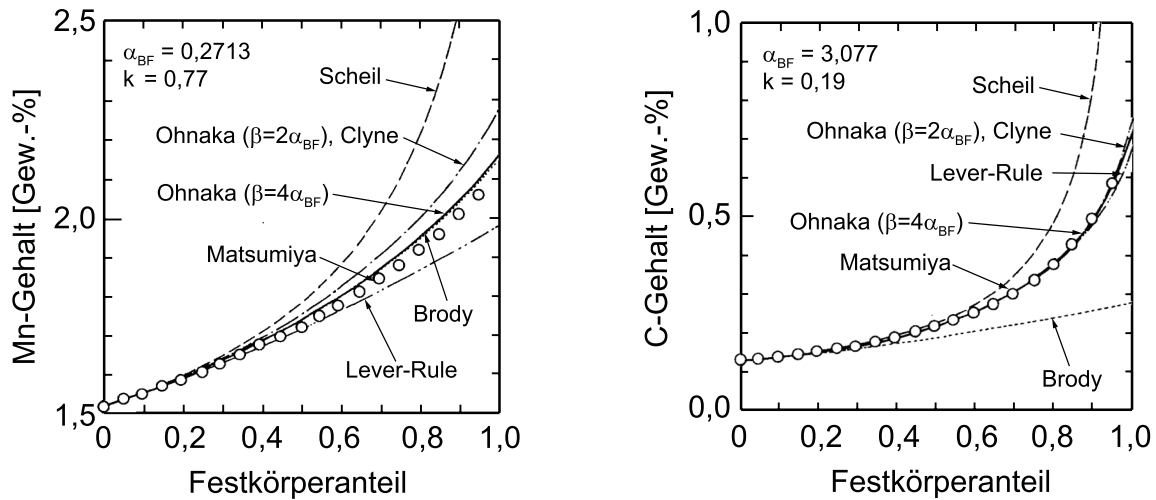 Mn-Gehalt [Gew.-%]
2,5
2,0
1,5
α_BF = 0,2713
k = 0,77
Scheil
Ohnaka (β=2α_BF), Clyne
Ohnaka (β=4α_BF)
Matsumiya
Brody
Lever-Rule
0 0,2 0,4 0,6 0,8 1,0
Festkörperanteil
C-Gehalt [Gew.-%]
1,0
0,5
0,0
α_BF = 3,077
k = 0,19
Scheil
Ohnaka (β=2α_BF), Clyne
Lever-Rule
Ohnaka (β=4α_BF)
Matsumiya
Brody
0 0,2 0,4 0,6 0,8 1,0
Festkörperanteil